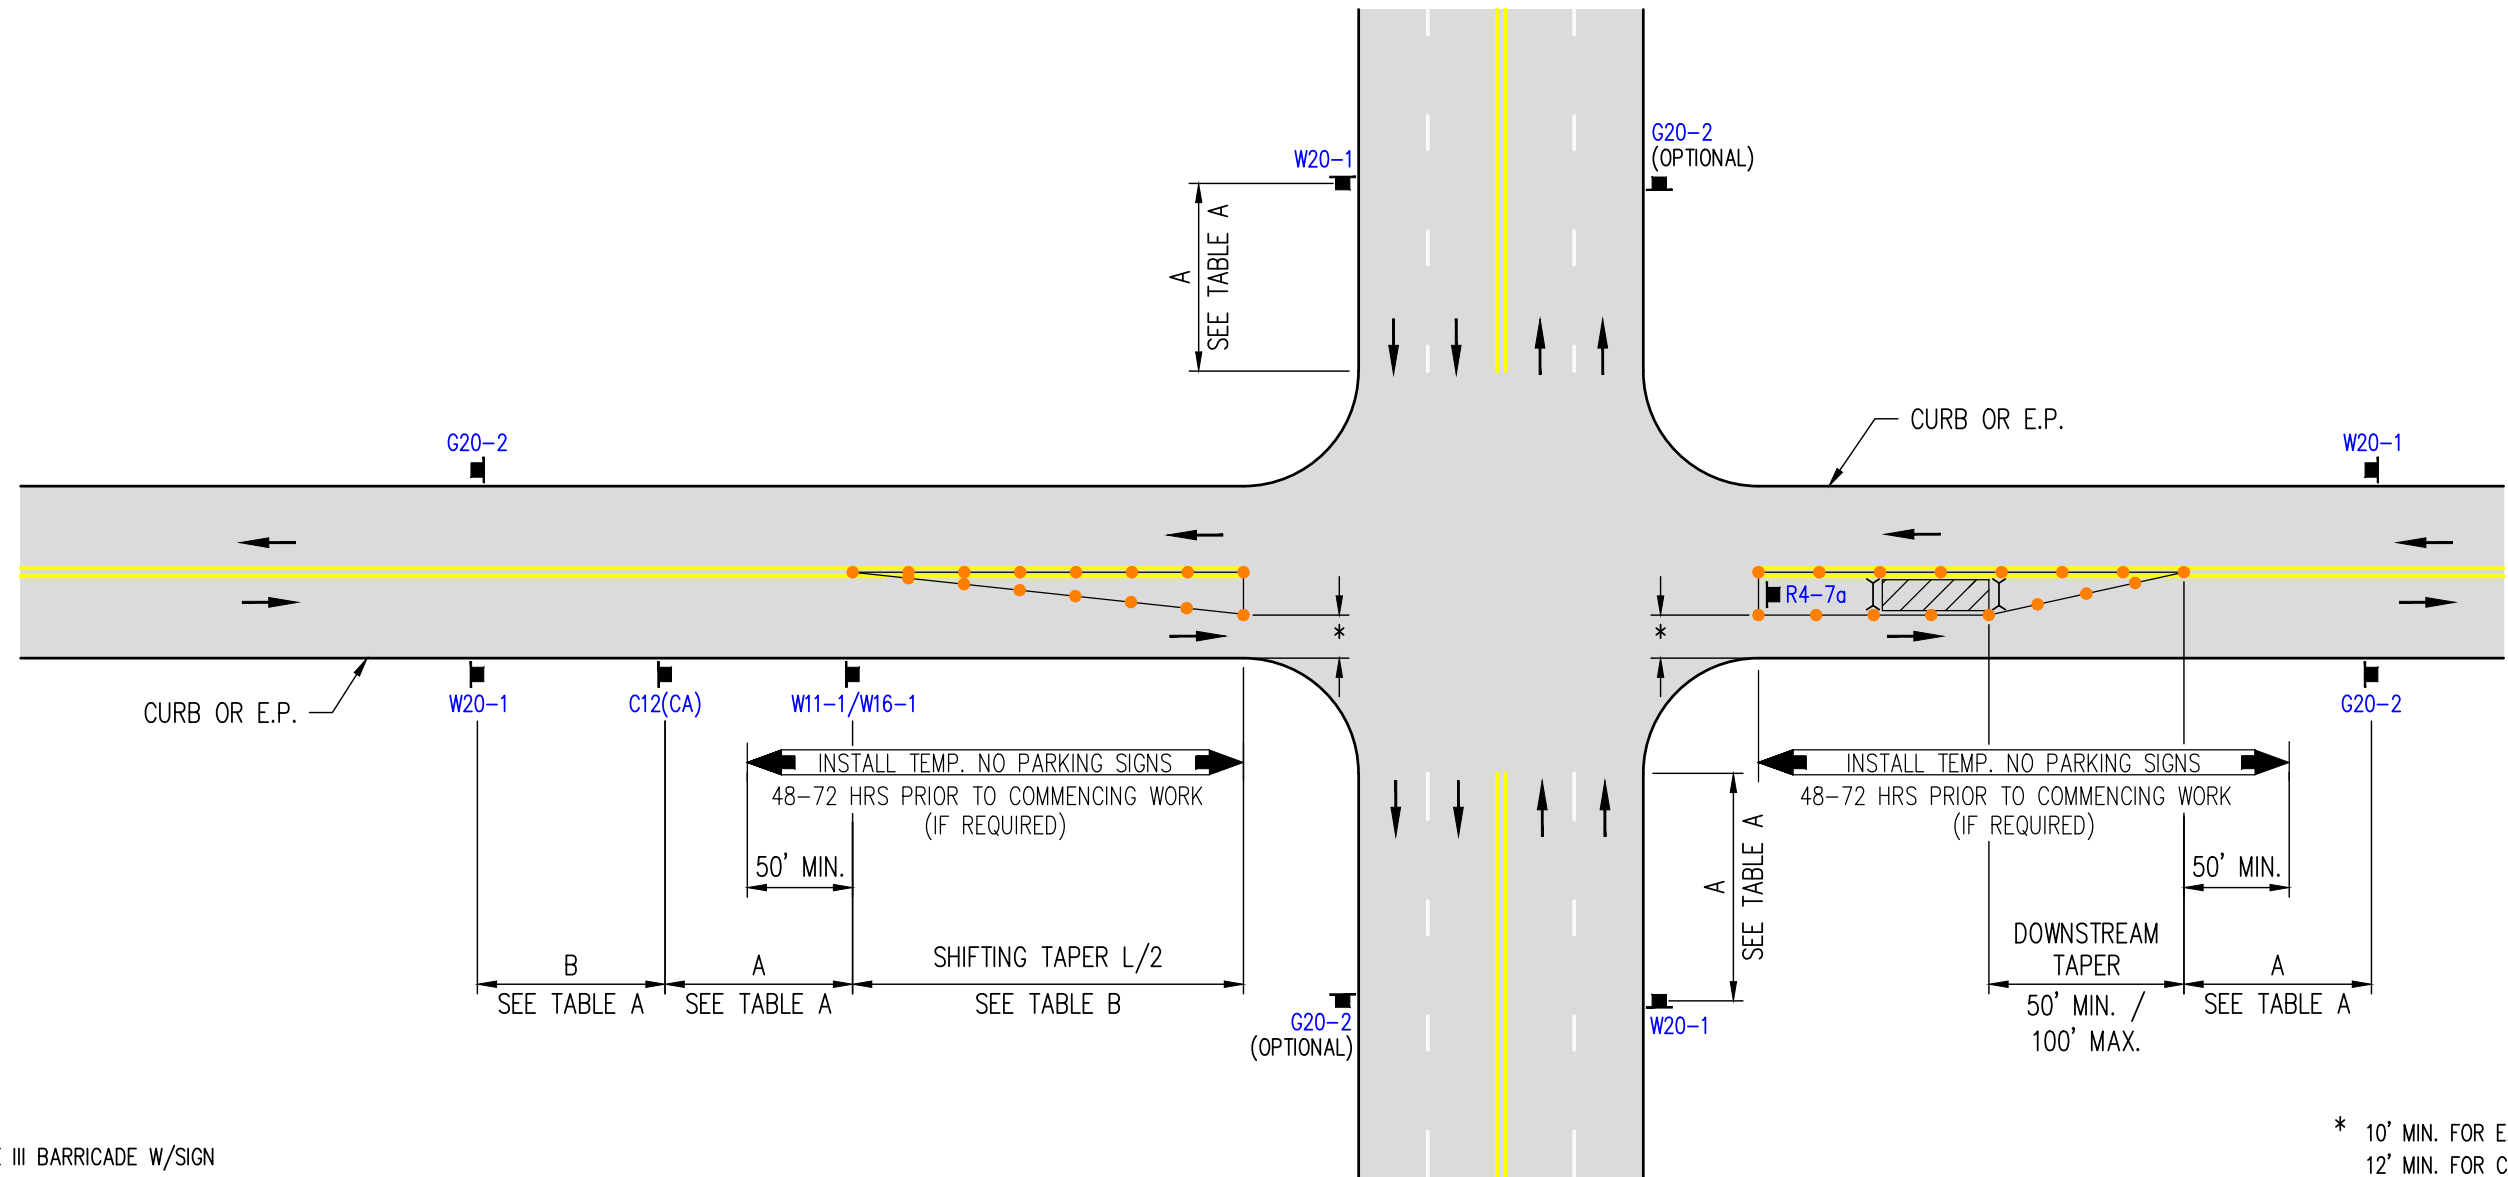 G20-2
(OPTIONAL)
W20-1
A
SEE TABLE A
CURB OR E.P.
G20-2
W20-1
R4-7a
*
*
CURB OR E.P.
W20-1
C12(CA)
W11-1/W16-1
G20-2
INSTALL TEMP. NO PARKING SIGNS
48-72 HRS PRIOR TO COMMENCING WORK
(IF REQUIRED)
INSTALL TEMP. NO PARKING SIGNS
48-72 HRS PRIOR TO COMMENCING WORK
(IF REQUIRED)
50' MIN.
A
SEE TABLE A
50' MIN.
B
SEE TABLE A
A
SEE TABLE A
SHIFTING TAPER L/2
SEE TABLE B
DOWNSTREAM
TAPER
50' MIN. /
100' MAX.
A
SEE TABLE A
G20-2
(OPTIONAL)
W20-1
III BARRICADE W/SIGN
* 10' MIN. FOR
12' MIN. FOR